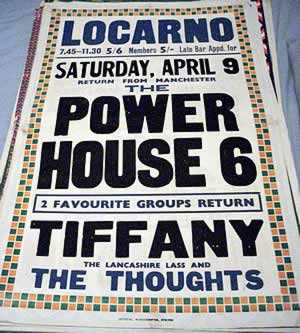 LOCARNO
7.45-11.30 5/6 Members 5/- Late Bar Appd. for
SATURDAY, APRIL 9
RETURN FROM MANCHESTER
THE
POWER
HOUSE 6
2 FAVOURITE GROUPS RETURN
TIFFANY
THE LANCASHIRE LASS AND
THE THOUGHTS